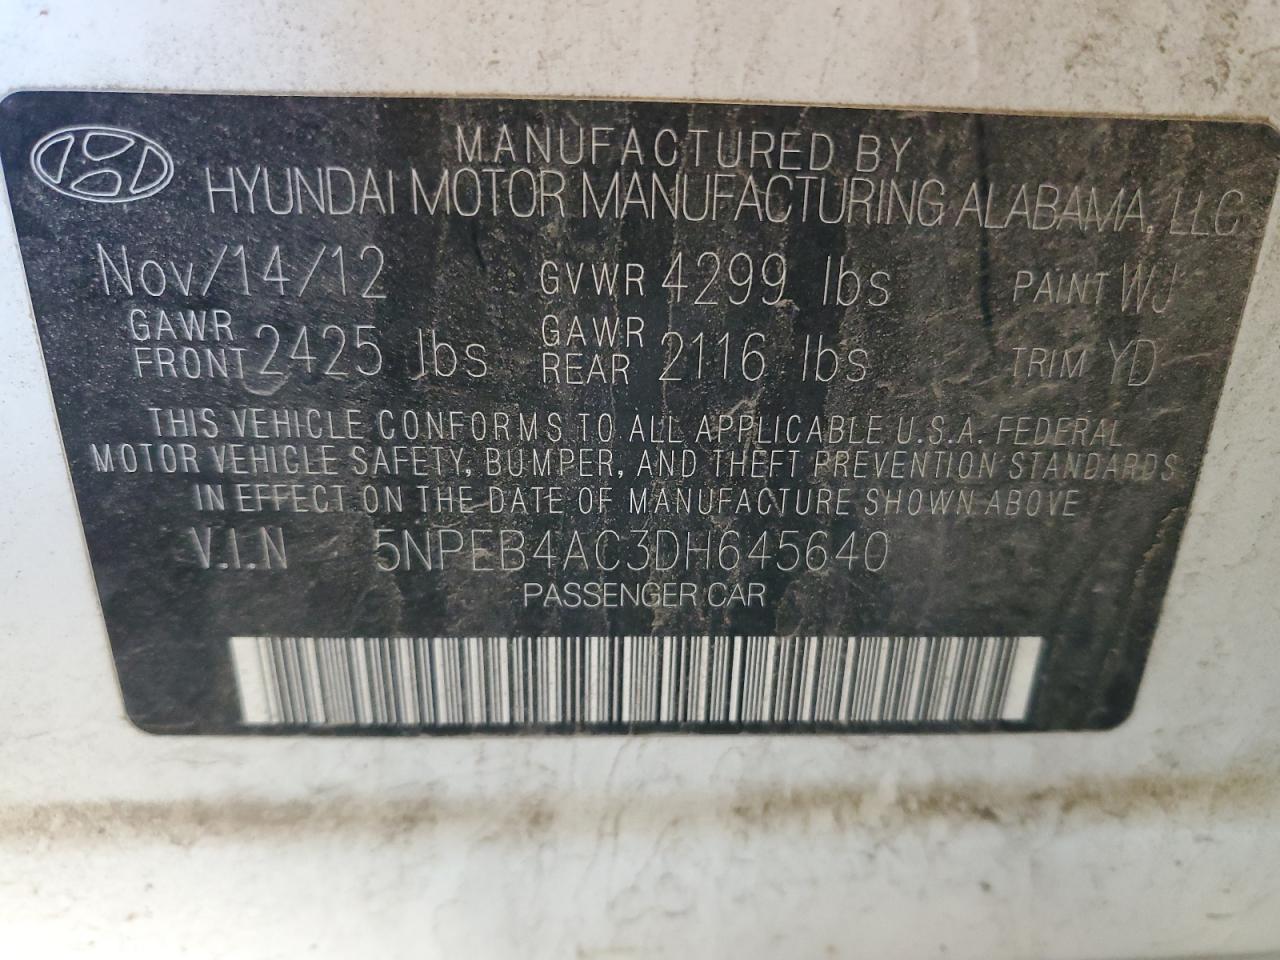 MANUFACTURED BY
HYUNDAI MOTOR MANUFACTURING ALABAMA, LLC
Nov/14/12 GVWR 4299 lbs PAINT WJ
GAWR FRONT 2425 lbs GAWR REAR 2116 lbs TRIM YD
THIS VEHICLE CONFORMS TO ALL APPLICABLE U.S.A. FEDERAL
MOTOR VEHICLE SAFETY, BUMPER, AND THEFT PREVENTION STANDARDS
IN EFFECT ON THE DATE OF MANUFACTURE SHOWN ABOVE
V.I.N 5NPEB4AC3DH645640
PASSENGER CAR